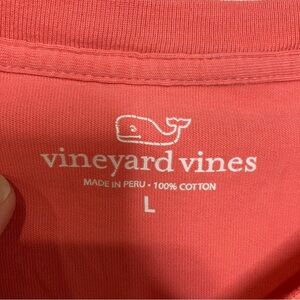 vineyard vines
MADE IN PERU • 100% COTTON
L